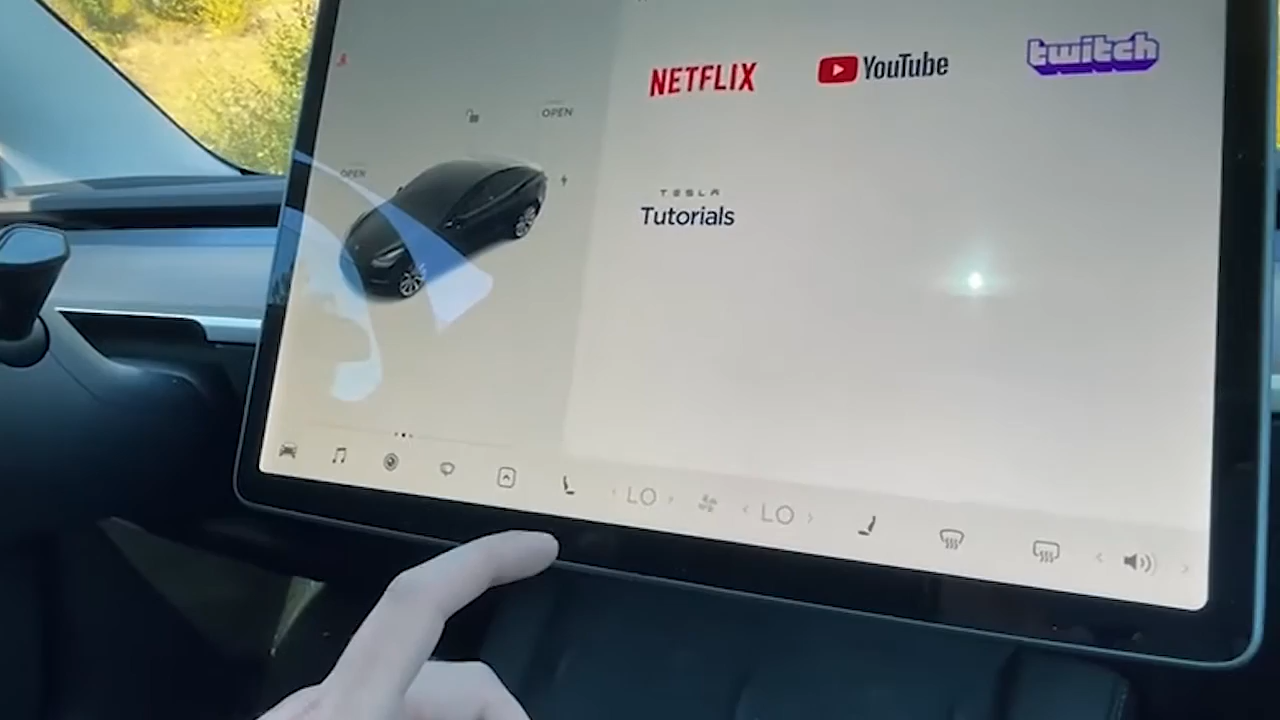 NETFLIX
YouTube
twitch
OPEN
OPEN
TESLA
Tutorials
LO
LO